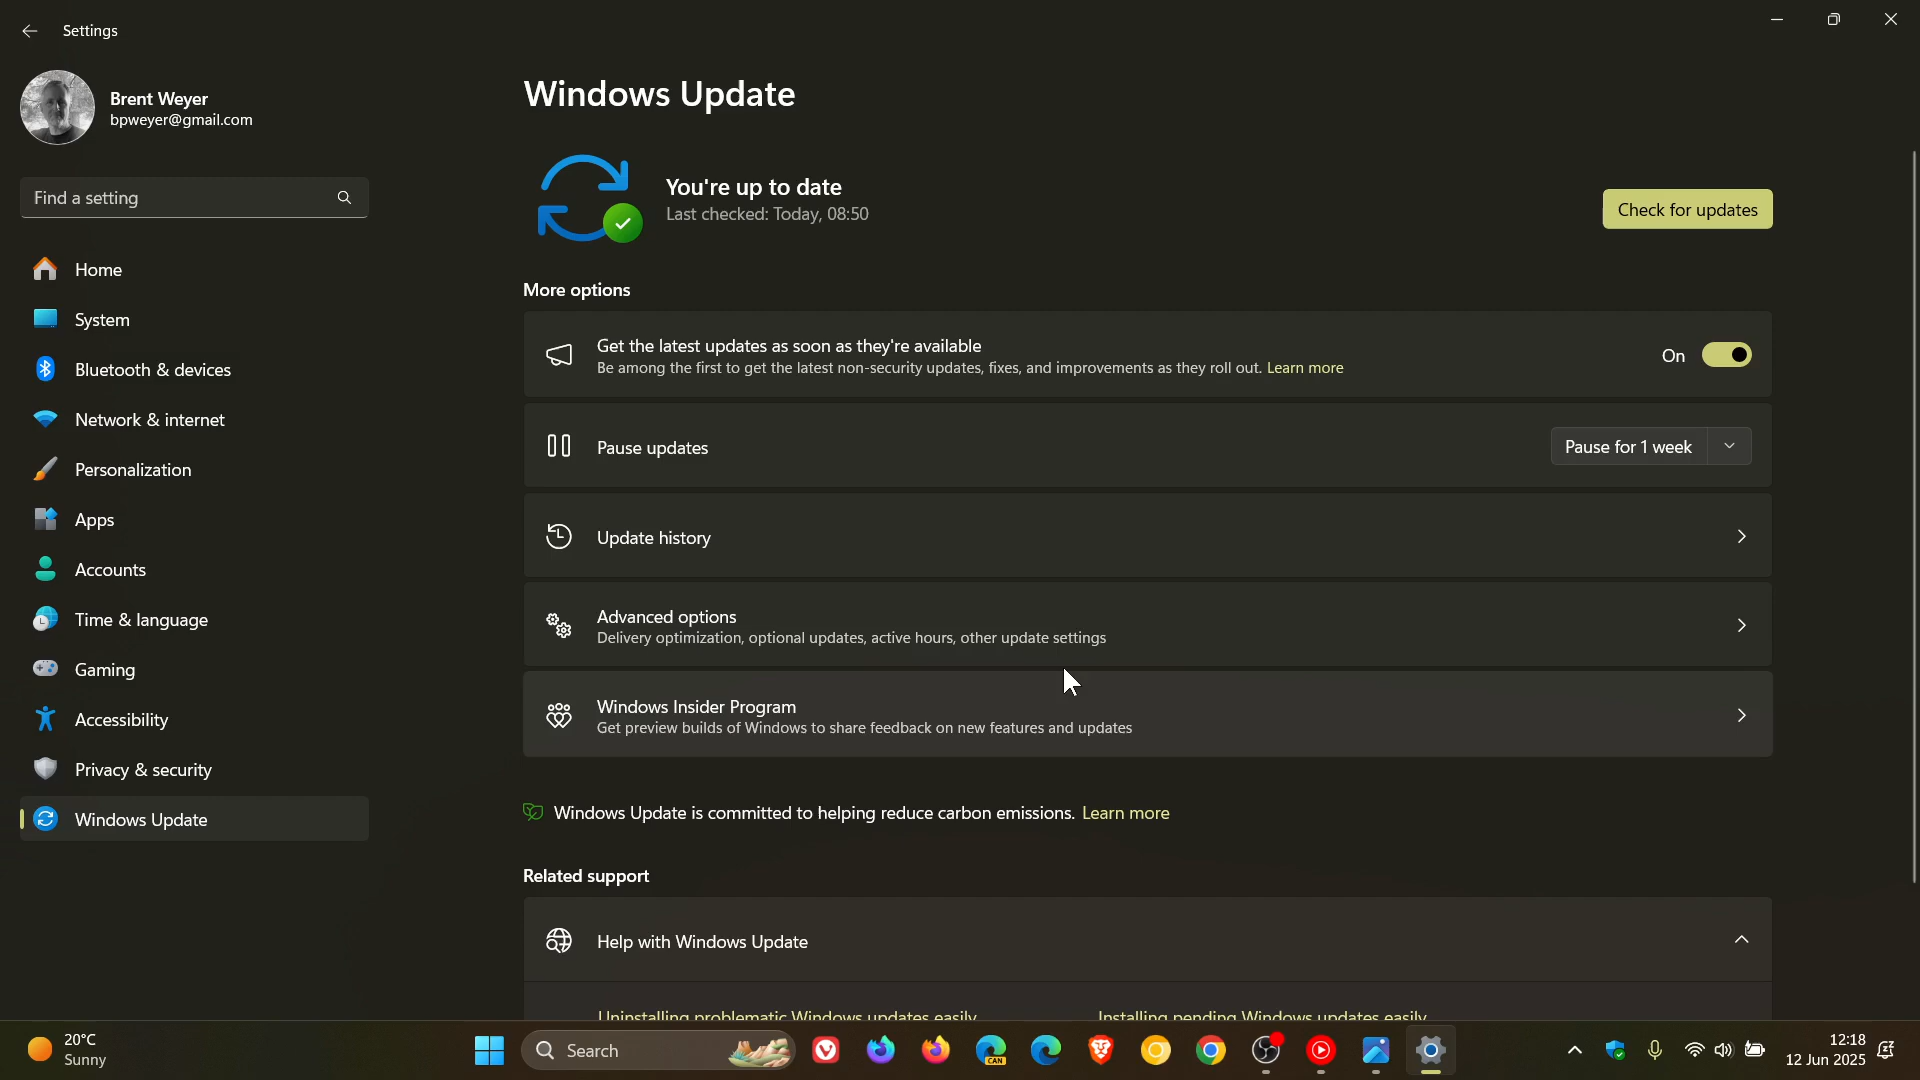 Settings
Brent Weyer
bpweyer@gmail.com
Find a setting
Home
System
Bluetooth & devices
Network & internet
Personalization
Apps
Accounts
Time & language
Gaming
Accessibility
Privacy & security
Windows Update
Windows Update
You're up to date
Last checked: Today, 08:50
Check for updates
More options
Get the latest updates as soon as they're available
Be among the first to get the latest non-security updates, fixes, and improvements as they roll out. Learn more
On
Pause updates
Pause for 1 week
Update history
Advanced options
Delivery optimization, optional updates, active hours, other update settings
Windows Insider Program
Get preview builds of Windows to share feedback on new features and updates
Windows Update is committed to helping reduce carbon emissions. Learn more
Related support
Help with Windows Update
Uninstalling problematic Windows updates easily
Installing pending Windows updates easily
20°C
Sunny
Search
CAN
12:18
12 Jun 2025